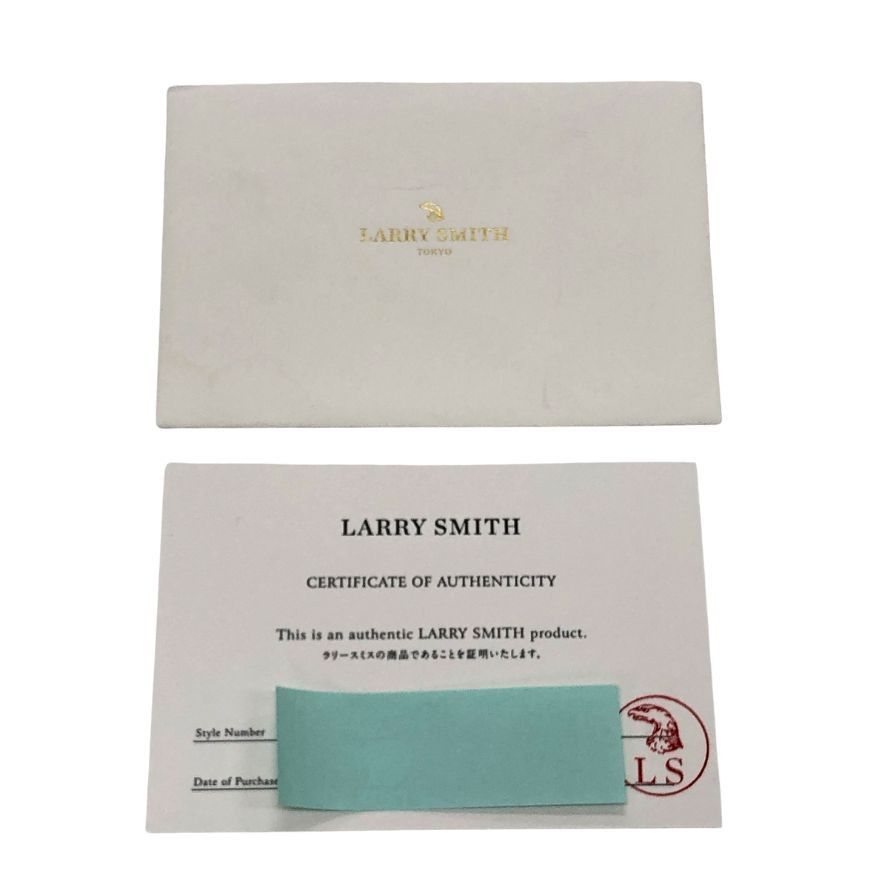 LARRY SMITH
TOKYO
LARRY SMITH
CERTIFICATE OF AUTHENTICITY
This is an authentic LARRY SMITH product.
ラリースミスの商品であることを証明いたします。
Style Number
Date of Purchase
LS